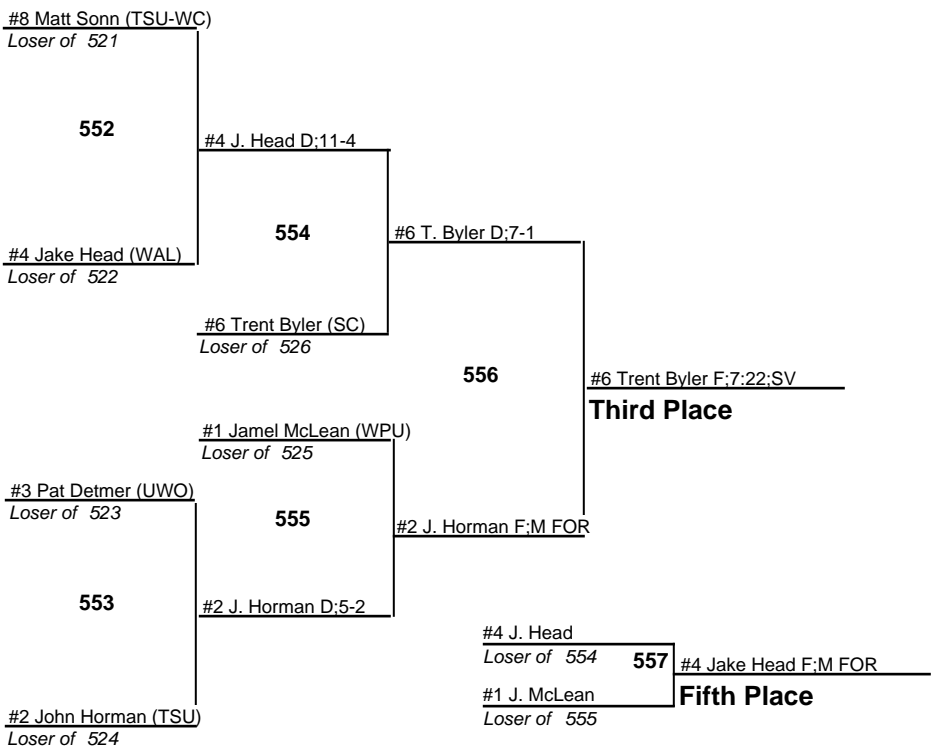 #8 Matt Sonn (TSU-WC)
Loser of 521
552
#4 J. Head D;11-4
554
#6 T. Byler D;7-1
#4 Jake Head (WAL)
Loser of 522
#6 Trent Byler (SC)
Loser of 526
556
#6 Trent Byler F;7:22;SV
Third Place
#1 Jamel McLean (WPU)
Loser of 525
#3 Pat Detmer (UWO)
Loser of 523
555
#2 J. Horman F;M FOR
553
#2 J. Horman D;5-2
#4 J. Head
Loser of 554
557
#4 Jake Head F;M FOR
Fifth Place
#1 J. McLean
Loser of 555
#2 John Horman (TSU)
Loser of 524